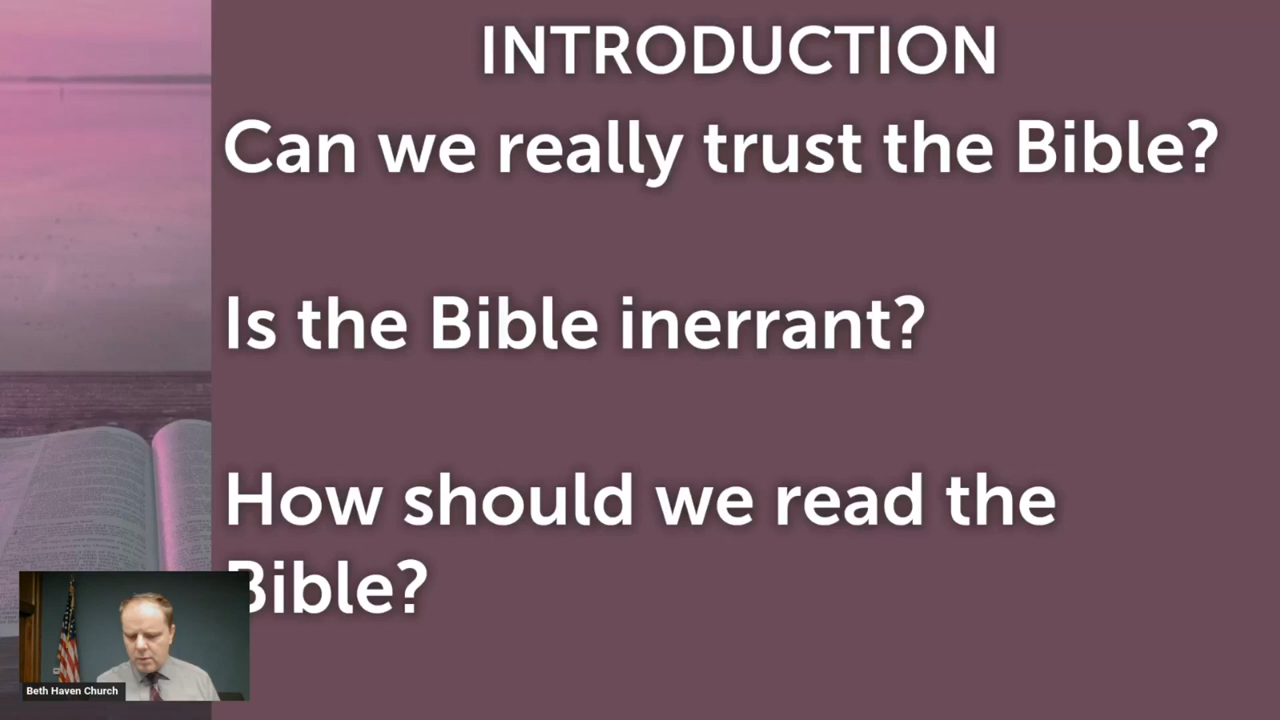 INTRODUCTION
Can we really trust the Bible?
Is the Bible inerrant?
How should we read the
Bible?
Beth Haven Church